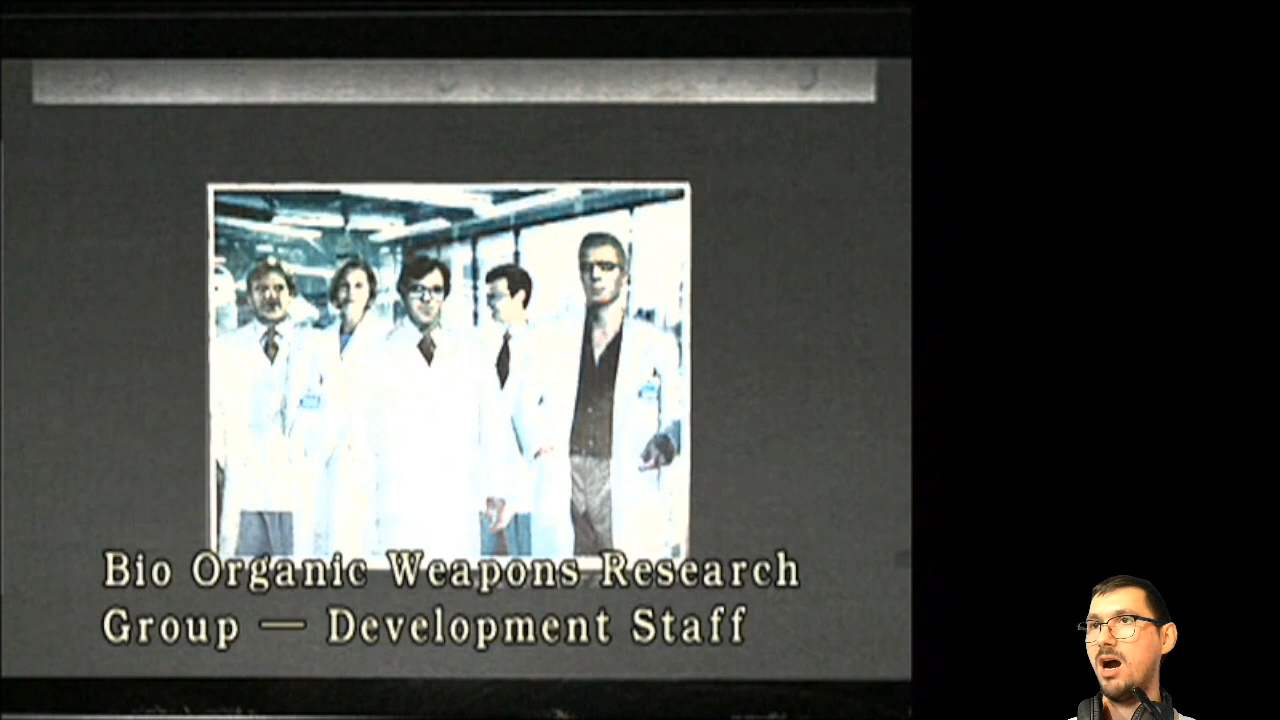 Bio Organic Weapons Research
Group — Development Staff